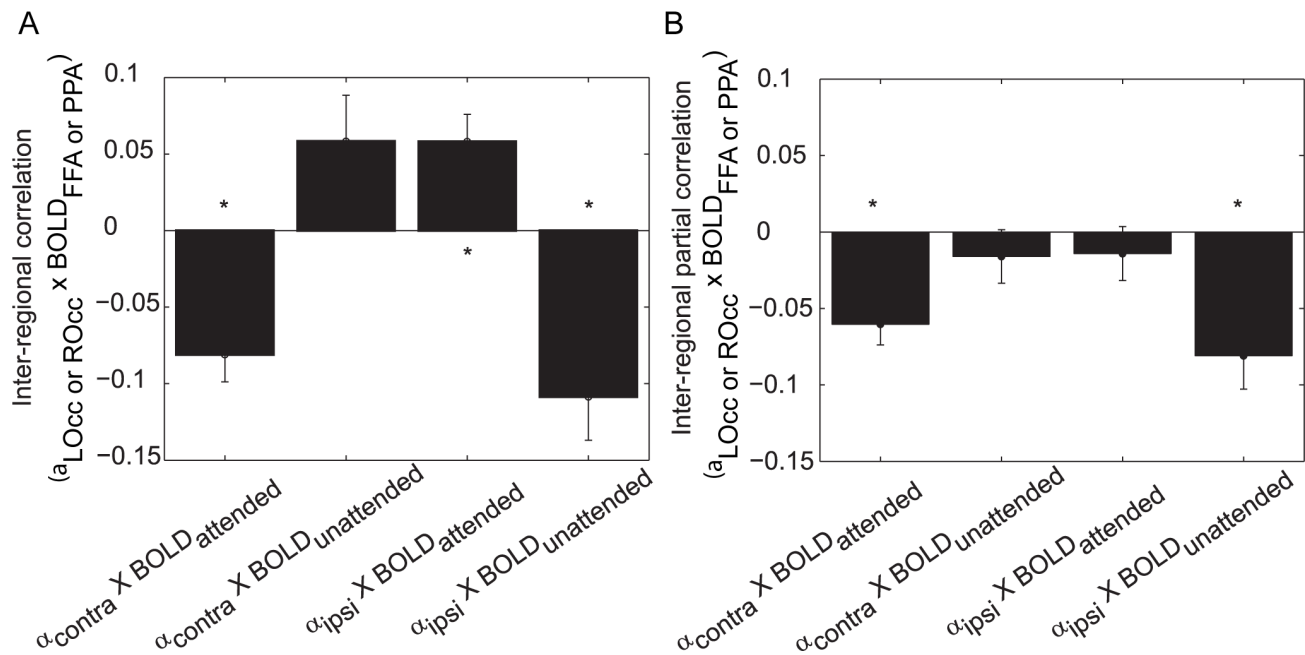 A
Inter-regional correlation
(aLOcc or ROcc x BOLDFFA or PPA)
0.1
0.05
0
−0.05
−0.1
−0.15
*
*
*
αcontra X BOLDattended
αcontra X BOLDunattended
αipsi X BOLDattended
αipsi X BOLDunattended
B
Inter-regional partial correlation
(aLOcc or ROcc x BOLDFFA or PPA)
0.1
0.05
0
−0.05
−0.1
−0.15
*
*
αcontra X BOLDattended
αcontra X BOLDunattended
αipsi X BOLDattended
αipsi X BOLDunattended